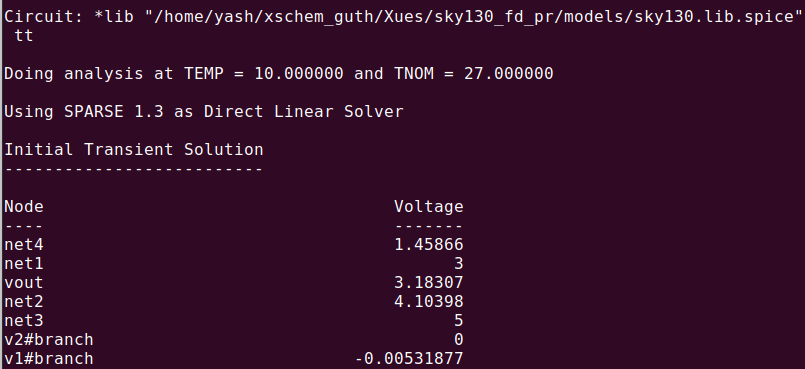 Circuit: *lib "/home/yash/xschem_guth/Xues/sky130_fd_pr/models/sky130.lib.spice"
tt
Doing analysis at TEMP = 10.000000 and TNOM = 27.000000
Using SPARSE 1.3 as Direct Linear Solver
Initial Transient Solution
--------------------------
Node Voltage
---- -------
net4 1.45866
net1 3
vout 3.18307
net2 4.10398
net3 5
v2#branch 0
v1#branch -0.00531877